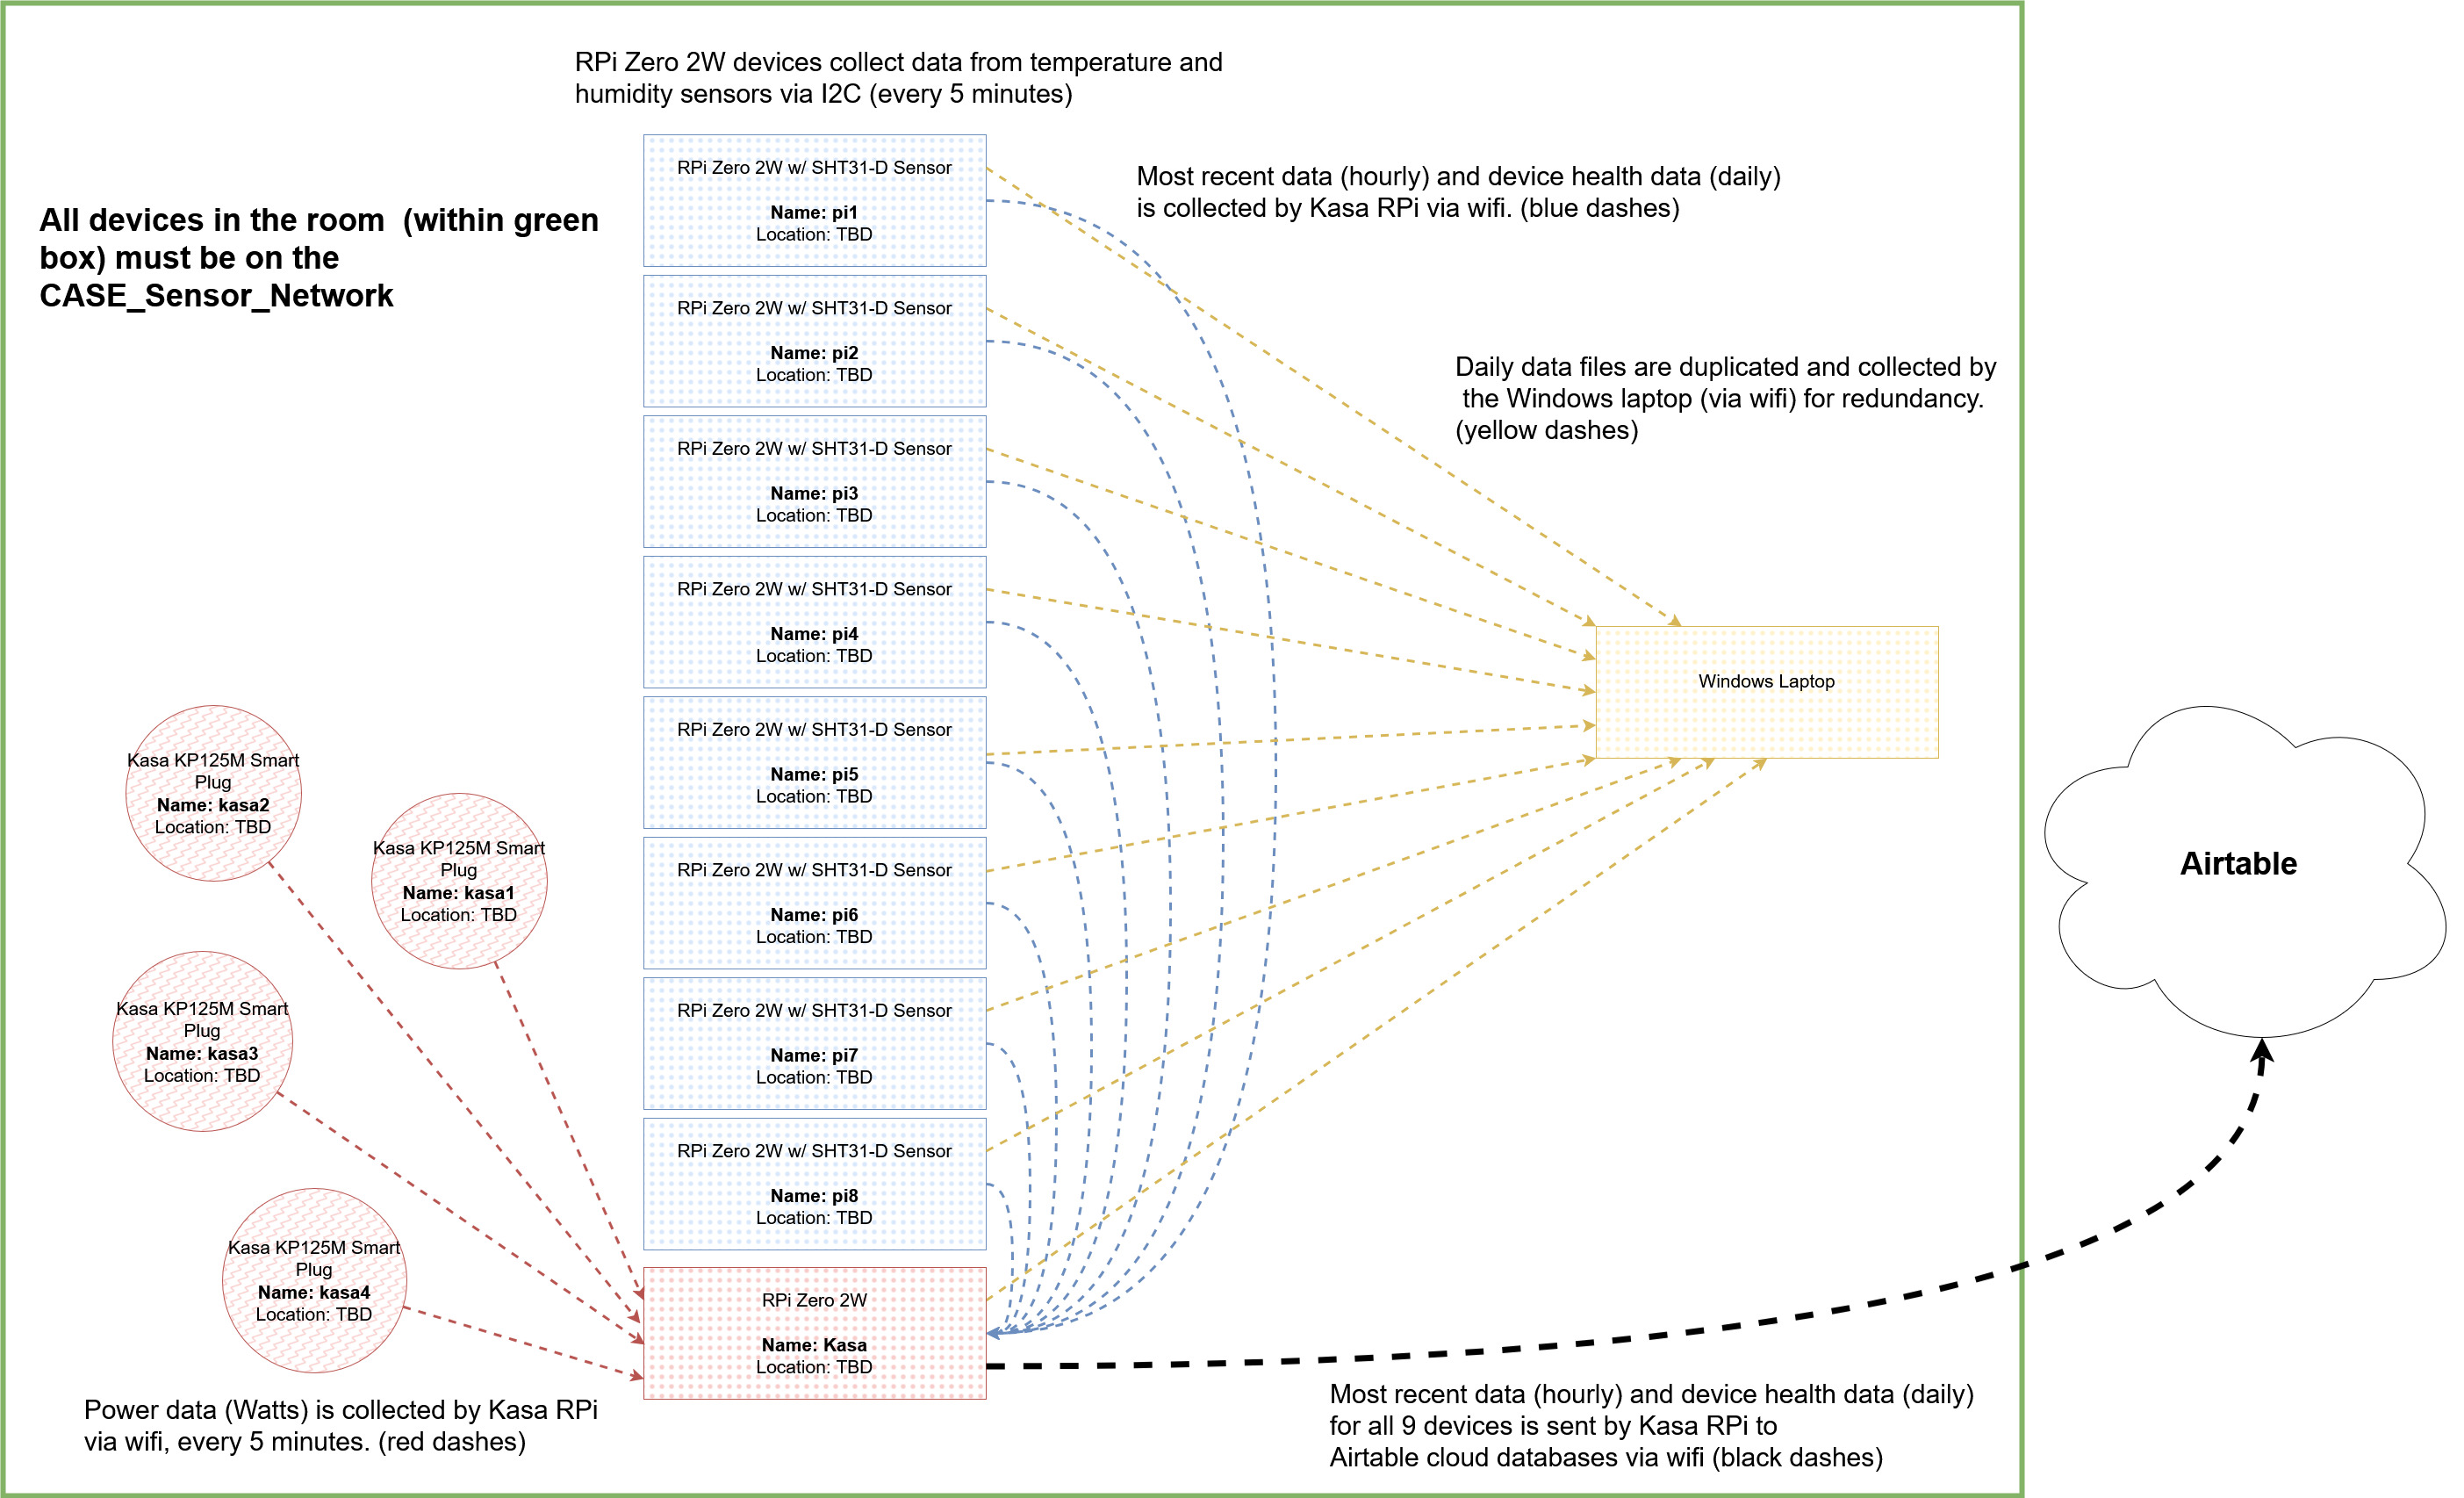 RPi Zero 2W devices collect data from temperature and
humidity sensors via I2C (every 5 minutes)
All devices in the room  (within green
box) must be on the
CASE_Sensor_Network
RPi Zero 2W w/ SHT31-D Sensor
Name: pi1
Location: TBD
Most recent data (hourly) and device health data (daily)
is collected by Kasa RPi via wifi. (blue dashes)
RPi Zero 2W w/ SHT31-D Sensor
Name: pi2
Location: TBD
Daily data files are duplicated and collected by
the Windows laptop (via wifi) for redundancy.
(yellow dashes)
RPi Zero 2W w/ SHT31-D Sensor
Name: pi3
Location: TBD
RPi Zero 2W w/ SHT31-D Sensor
Name: pi4
Location: TBD
Windows Laptop
RPi Zero 2W w/ SHT31-D Sensor
Name: pi5
Location: TBD
Kasa KP125M Smart
Plug
Name: kasa2
Location: TBD
Kasa KP125M Smart
Plug
Name: kasa1
Location: TBD
RPi Zero 2W w/ SHT31-D Sensor
Name: pi6
Location: TBD
Airtable
Kasa KP125M Smart
Plug
Name: kasa3
Location: TBD
RPi Zero 2W w/ SHT31-D Sensor
Name: pi7
Location: TBD
RPi Zero 2W w/ SHT31-D Sensor
Name: pi8
Location: TBD
Kasa KP125M Smart
Plug
Name: kasa4
Location: TBD
RPi Zero 2W
Name: Kasa
Location: TBD
Power data (Watts) is collected by Kasa RPi
via wifi, every 5 minutes. (red dashes)
Most recent data (hourly) and device health data (daily)
for all 9 devices is sent by Kasa RPi to
Airtable cloud databases via wifi (black dashes)